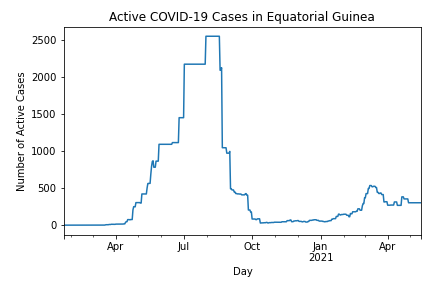 Active COVID-19 Cases in Equatorial Guinea
Number of Active Cases
2500
2000
1500
1000
500
0
Apr
Jul
Oct
Jan
2021
Apr
Day